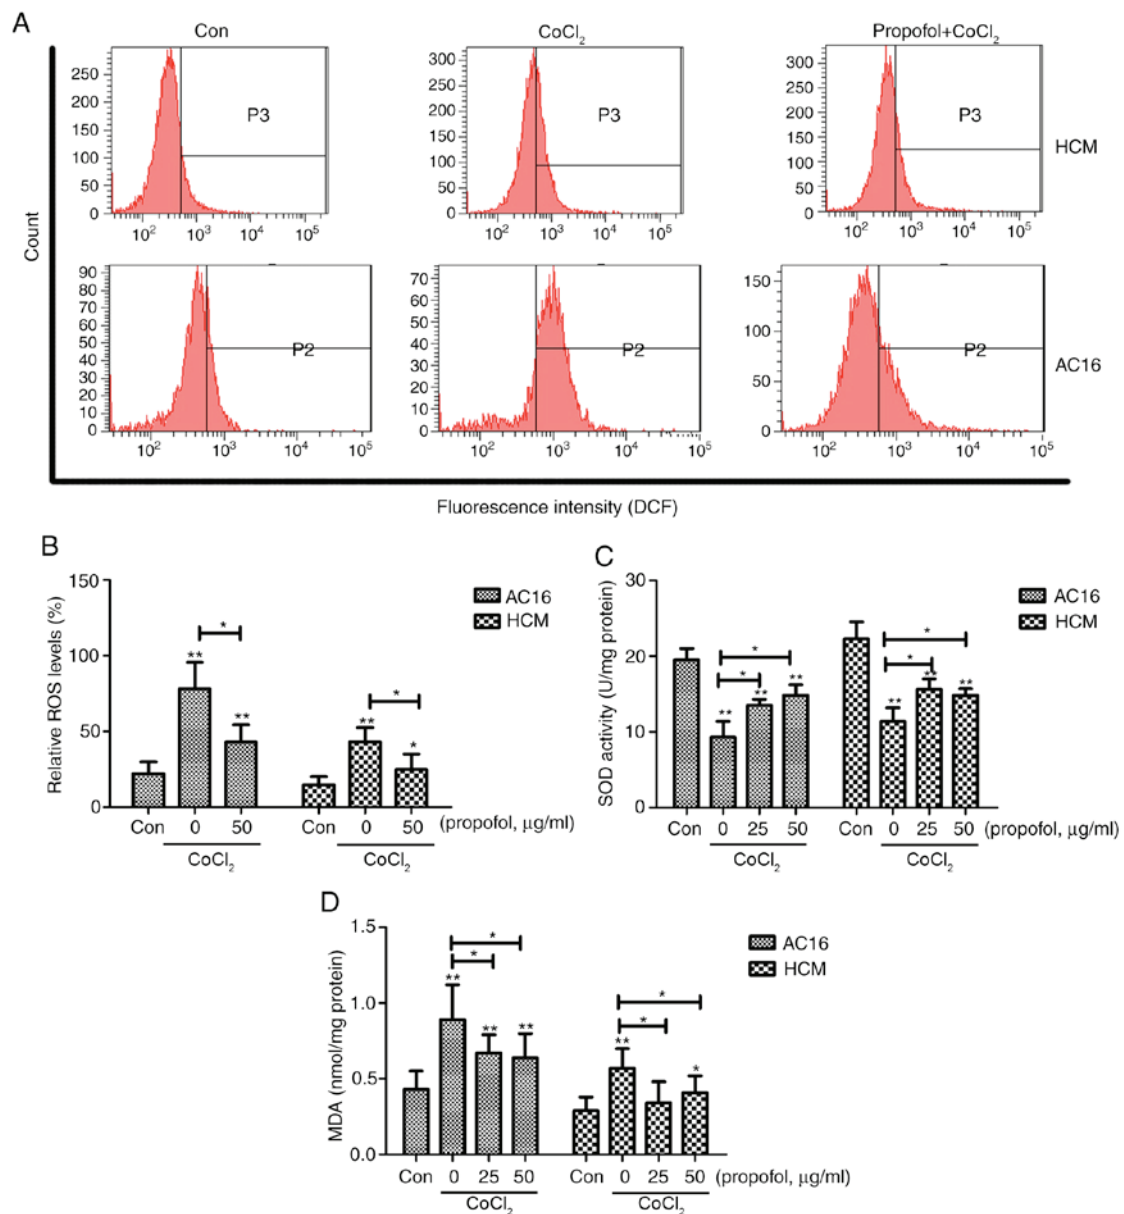 A
Con
CoCl2
Propofol+CoCl2
250
200
150
100
50
0
P3
10^2 10^3 10^4 10^5
300
250
200
150
100
50
0
P3
10^2 10^3 10^4 10^5
300
250
200
150
100
50
0
P3
10^2 10^3 10^4 10^5
HCM
Count
90
80
70
60
50
40
30
20
10
0
P2
10^2 10^3 10^4 10^5
70
60
50
40
30
20
10
0
P2
10^2 10^3 10^4 10^5
150
100
50
0
P2
10^2 10^3 10^4 10^5
AC16
Fluorescence intensity (DCF)
B
Relative ROS levels (%)
150
100
50
0
AC16
HCM
** ** *
** * *
Con 0 50 Con 0 50 (propofol, µg/ml)
CoCl2 CoCl2
C
SOD activity (U/mg protein)
30
20
10
0
AC16
HCM
* *
** ** **
* *
** ** **
Con 0 25 50 Con 0 25 50 (propofol, µg/ml)
CoCl2 CoCl2
D
MDA (nmol/mg protein)
1.5
1.0
0.5
0.0
AC16
HCM
* *
** ** **
* *
** *
Con 0 25 50 Con 0 25 50 (propofol, µg/ml)
CoCl2 CoCl2